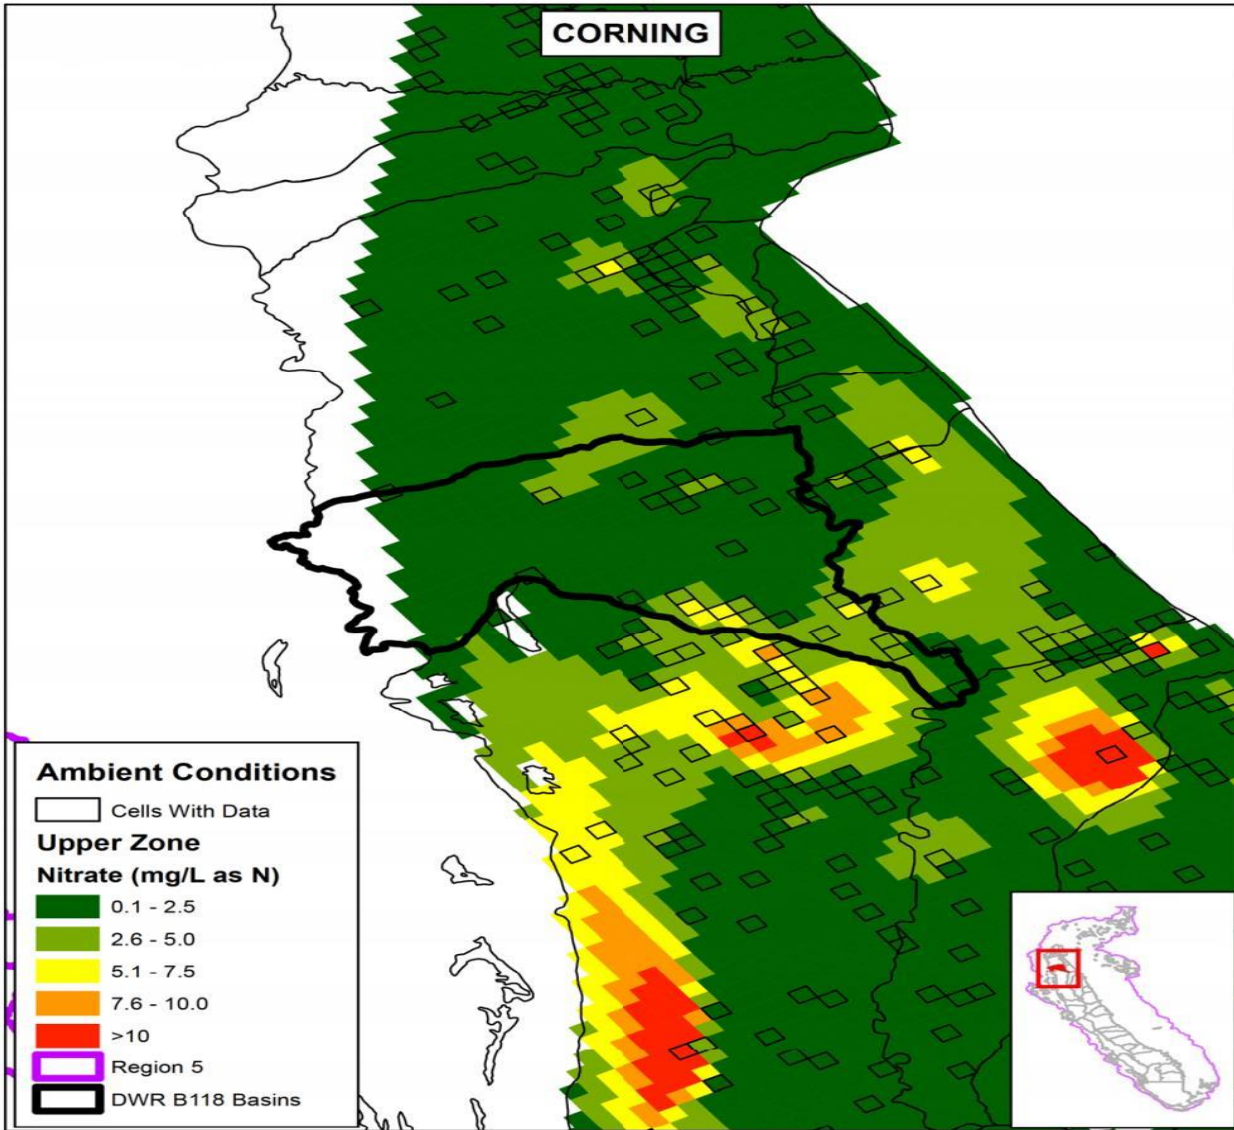 CORNING
Ambient Conditions
Cells With Data
Upper Zone
Nitrate (mg/L as N)
0.1 - 2.5
2.6 - 5.0
5.1 - 7.5
7.6 - 10.0
>10
Region 5
DWR B118 Basins